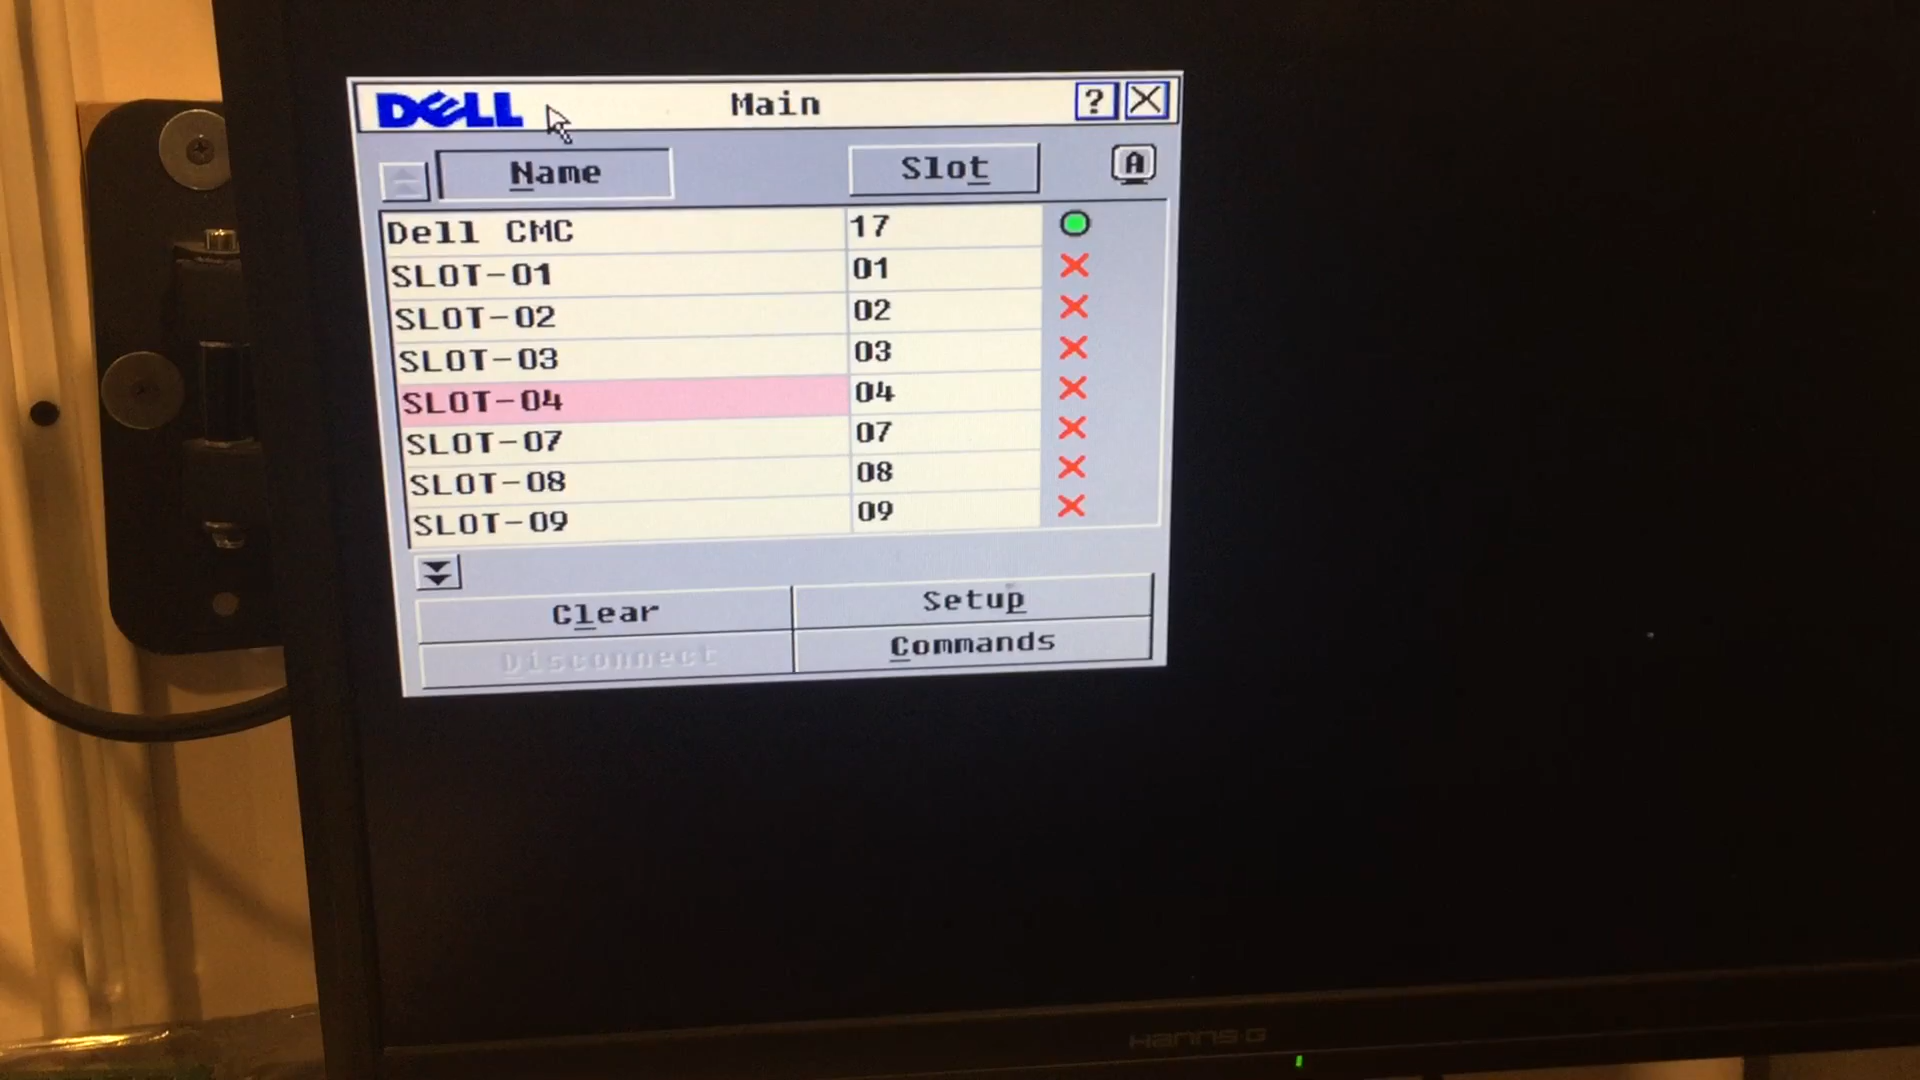 DELL Main ?
Name Slot A
Dell CMC 17
SLOT-01 01
SLOT-02 02
SLOT-03 03
SLOT-04 04
SLOT-07 07
SLOT-08 08
SLOT-09 09
Clear Setup
Disconnect Commands
HANNS·G